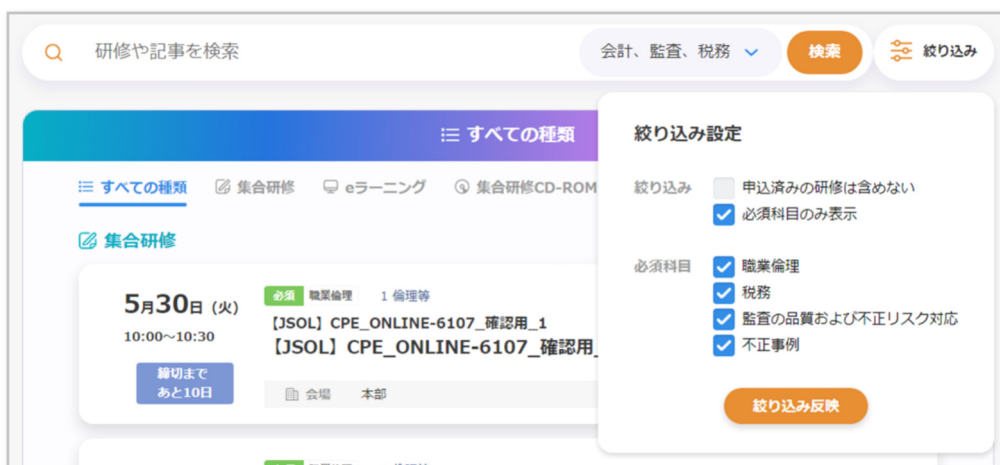 研修や記事を検索
会計、監査、税務
検索
絞り込み
すべての種類
すべての種類
集合研修
eラーニング
集合研修CD-ROM
集合研修
5月30日（火）
10:00～10:30
締切まで
あと10日
必須 職業倫理 1 倫理等
【JSOL】CPE_ONLINE-6107_確認用_1
【JSOL】CPE_ONLINE-6107_確認用_
会場 本部
絞り込み設定
絞り込み
申込済みの研修は含めない
必須科目のみ表示
必須科目
職業倫理
税務
監査の品質および不正リスク対応
不正事例
絞り込み反映